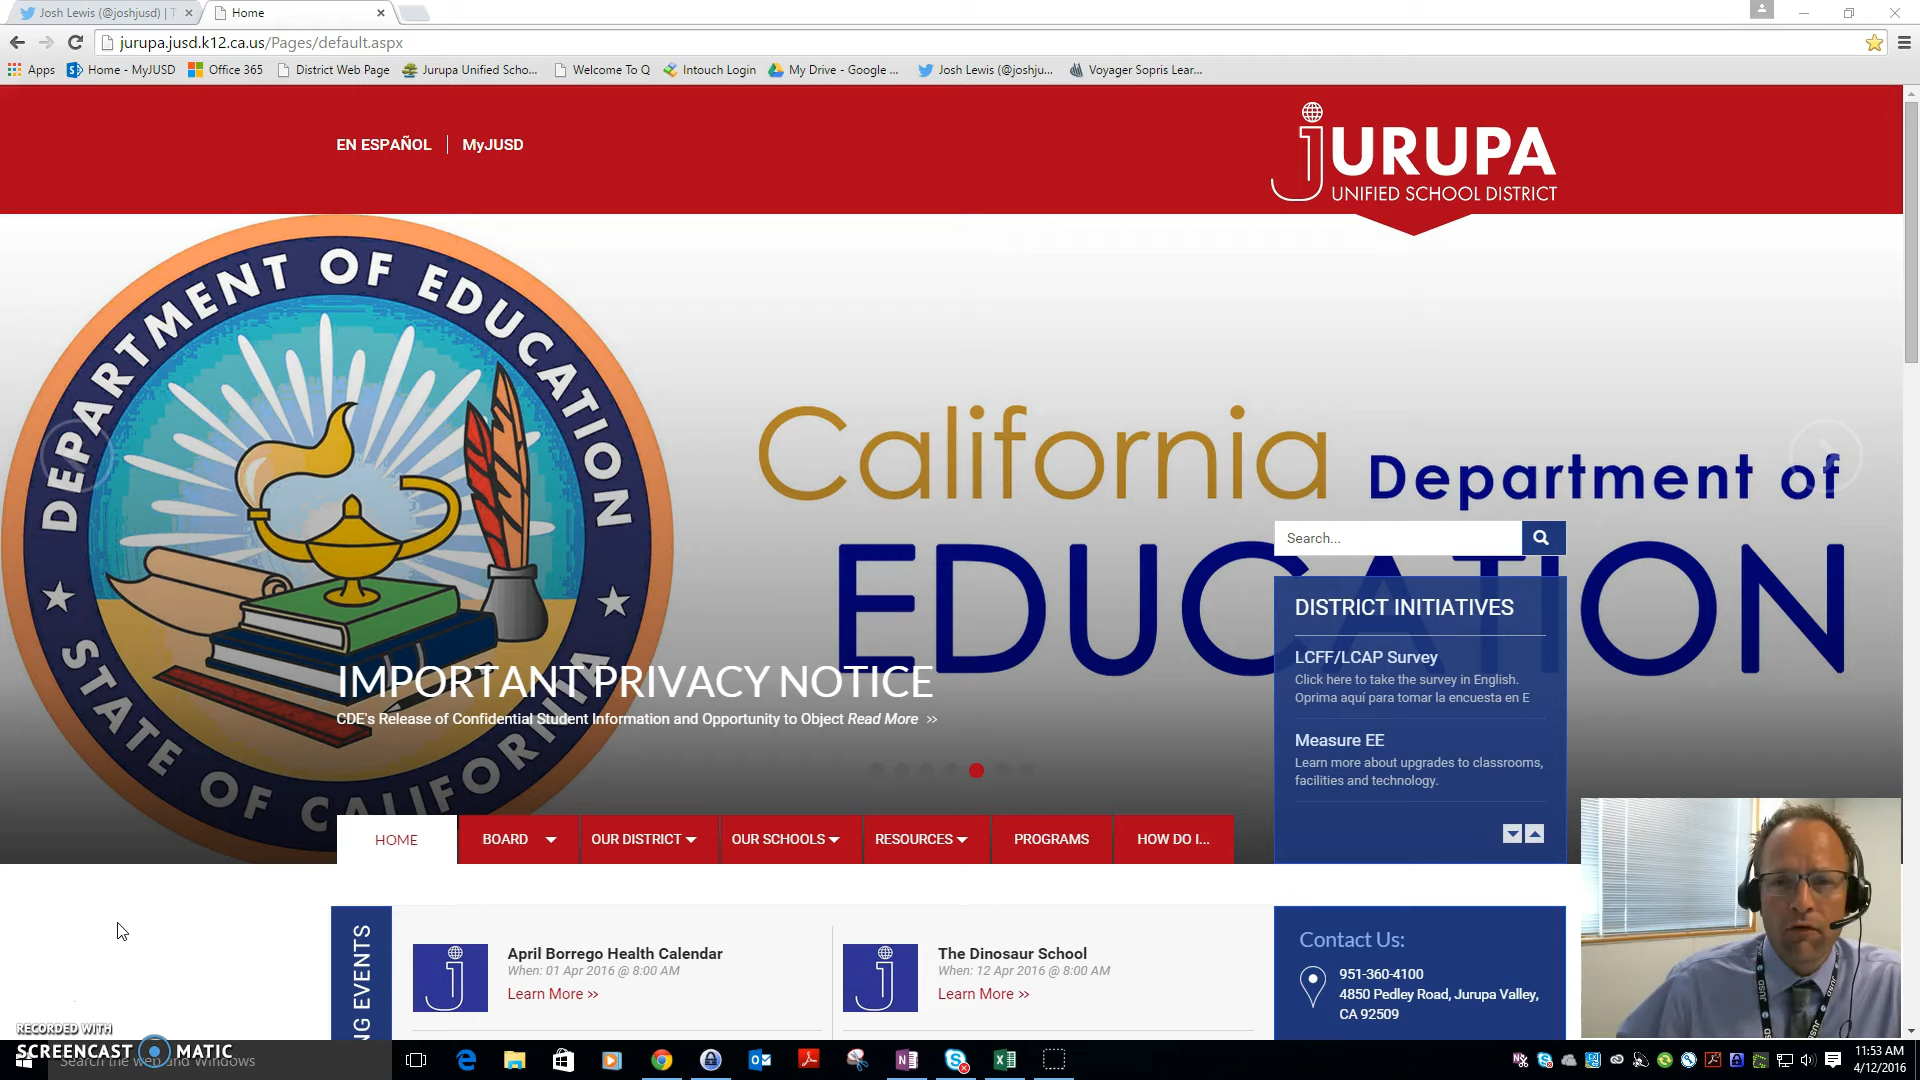 Josh Lewis (@joshjusd) | T
Home
jurupa.jusd.k12.ca.us/Pages/default.aspx
Apps
Home - MyJUSD
Office 365
District Web Page
Jurupa Unified Scho...
Welcome To Q
Intouch Login
My Drive - Google ...
Josh Lewis (@joshju...
Voyager Sopris Lear...
EN ESPAÑOL
MyJUSD
jURUPA
UNIFIED SCHOOL DISTRICT
DEPARTMENT OF EDUCATION
STATE OF CALIFORNIA
California Department of
EDUCATION
Search...
DISTRICT INITIATIVES
LCFF/LCAP Survey
Click here to take the survey in English.
Oprima aquí para tomar la encuesta en E
Measure EE
Learn more about upgrades to classrooms,
facilities and technology.
IMPORTANT PRIVACY NOTICE
CDE's Release of Confidential Student Information and Opportunity to Object Read More »
HOME
BOARD
OUR DISTRICT
OUR SCHOOLS
RESOURCES
PROGRAMS
HOW DO I...
NG EVENTS
April Borrego Health Calendar
When: 01 Apr 2016 @ 8:00 AM
Learn More »
The Dinosaur School
When: 12 Apr 2016 @ 8:00 AM
Learn More »
Contact Us:
951-360-4100
4850 Pedley Road, Jurupa Valley,
CA 92509
JUSD
RECORDED WITH
SCREENCAST MATIC
Search the web and Windows
11:53 AM
4/12/2016